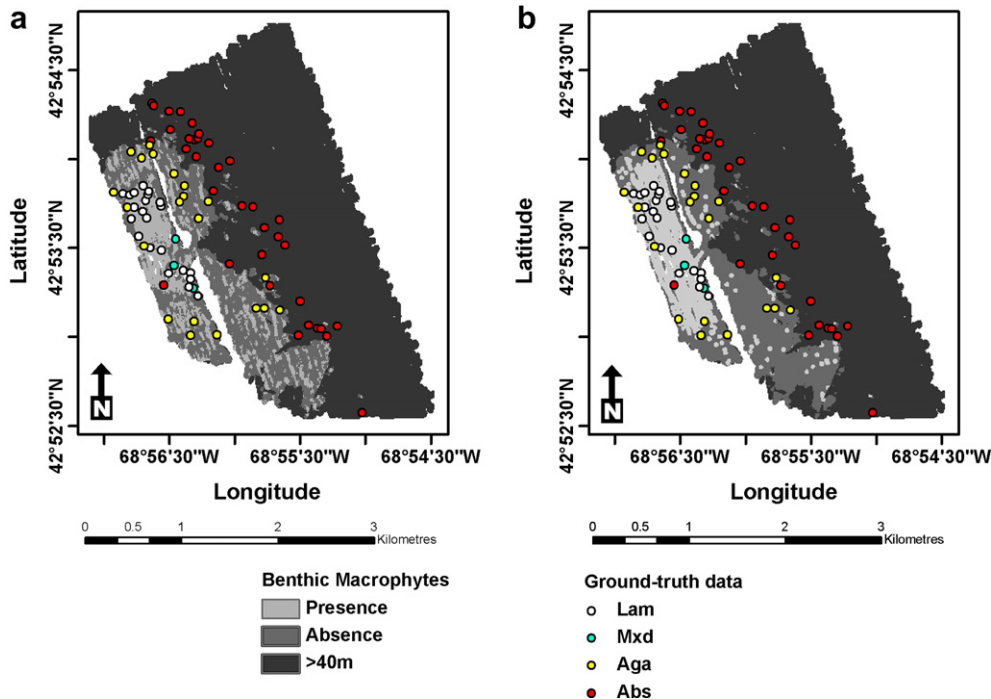 a
b
42°54'30"N
42°53'30"N
42°52'30"N
Latitude
N
68°56'30"W 68°55'30"W 68°54'30"W
Longitude
42°54'30"N
42°53'30"N
42°52'30"N
Latitude
N
68°56'30"W 68°55'30"W 68°54'30"W
Longitude
0 0.5 1 2 3
Kilometres
0 0.5 1 2 3
Kilometres
Benthic Macrophytes
Presence
Absence
>40m
Ground-truth data
Lam
Mxd
Aga
Abs